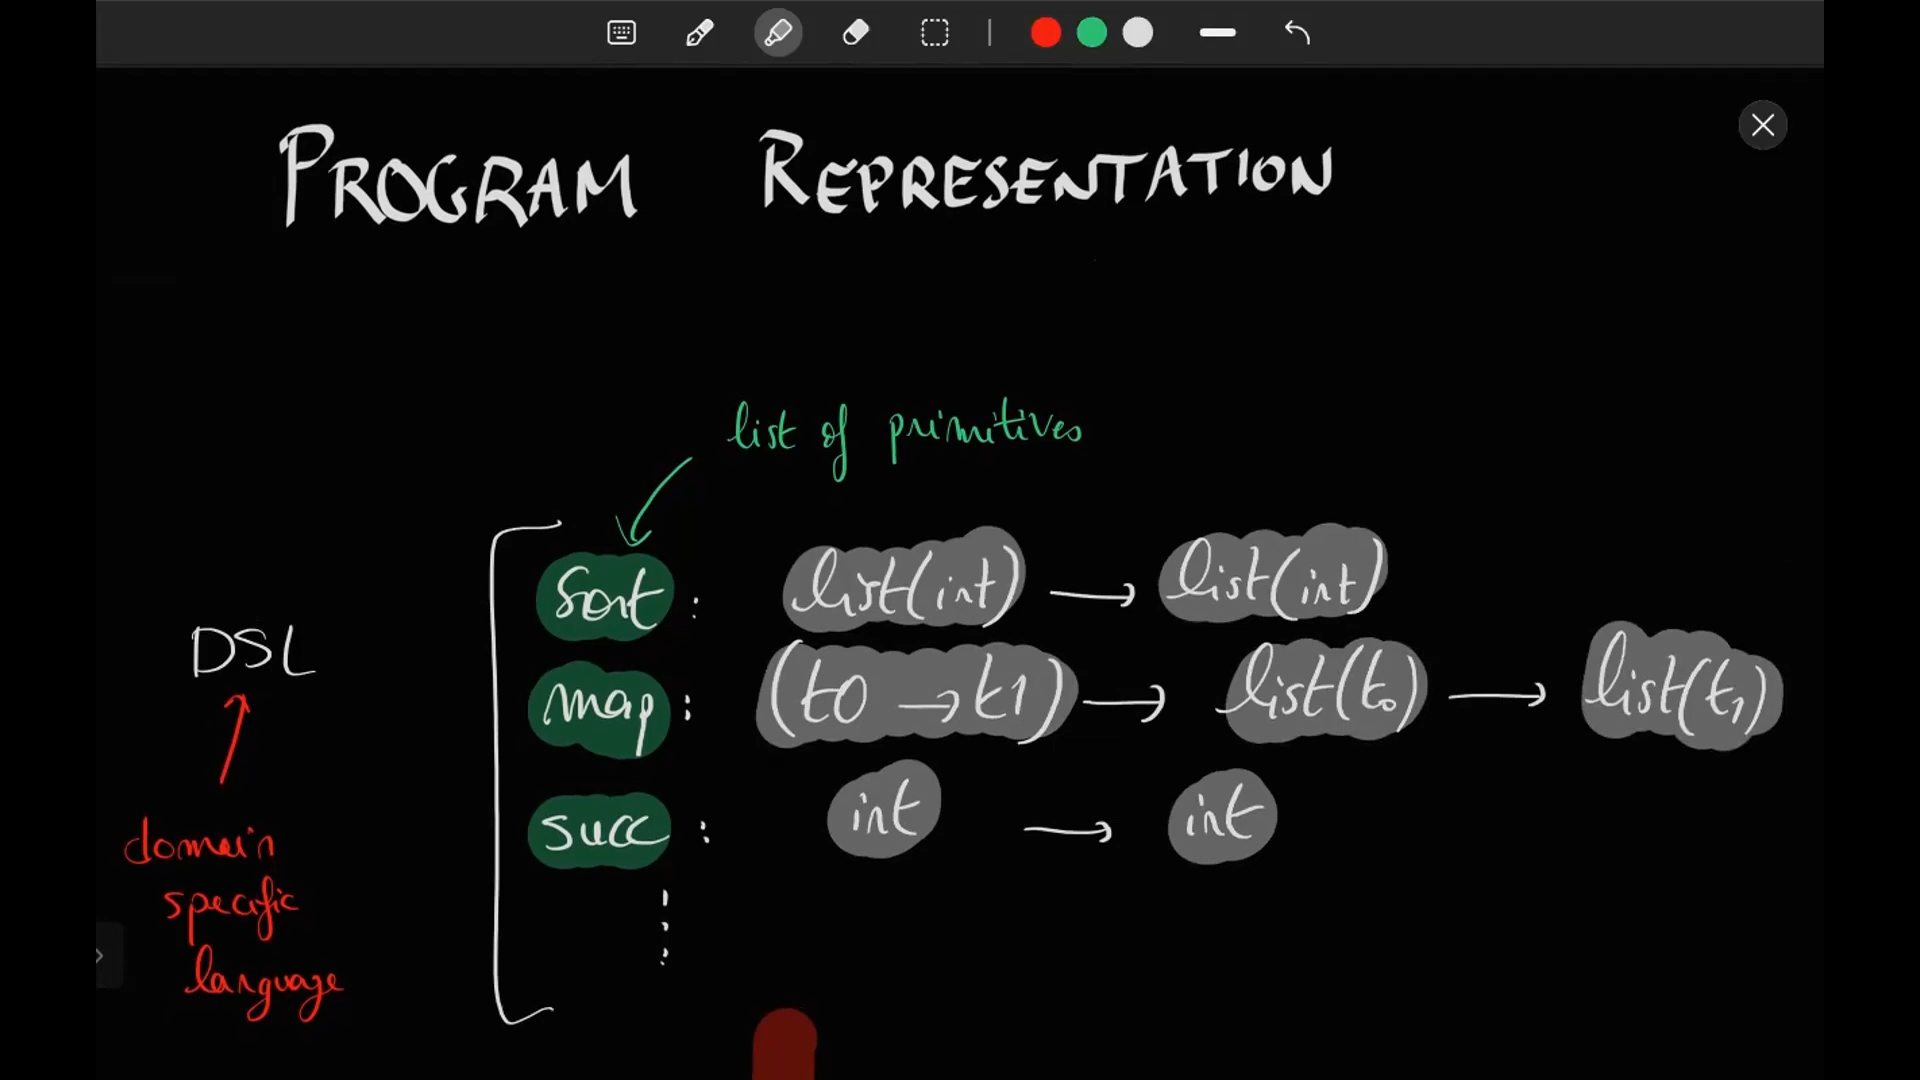 PROGRAM REPRESENTATION
list of primitives
sort : list(int) → list(int)
DSL
map : (t0 → t1) → list(t₀) → list(t₁)
succ : int → int
domain
specific
language